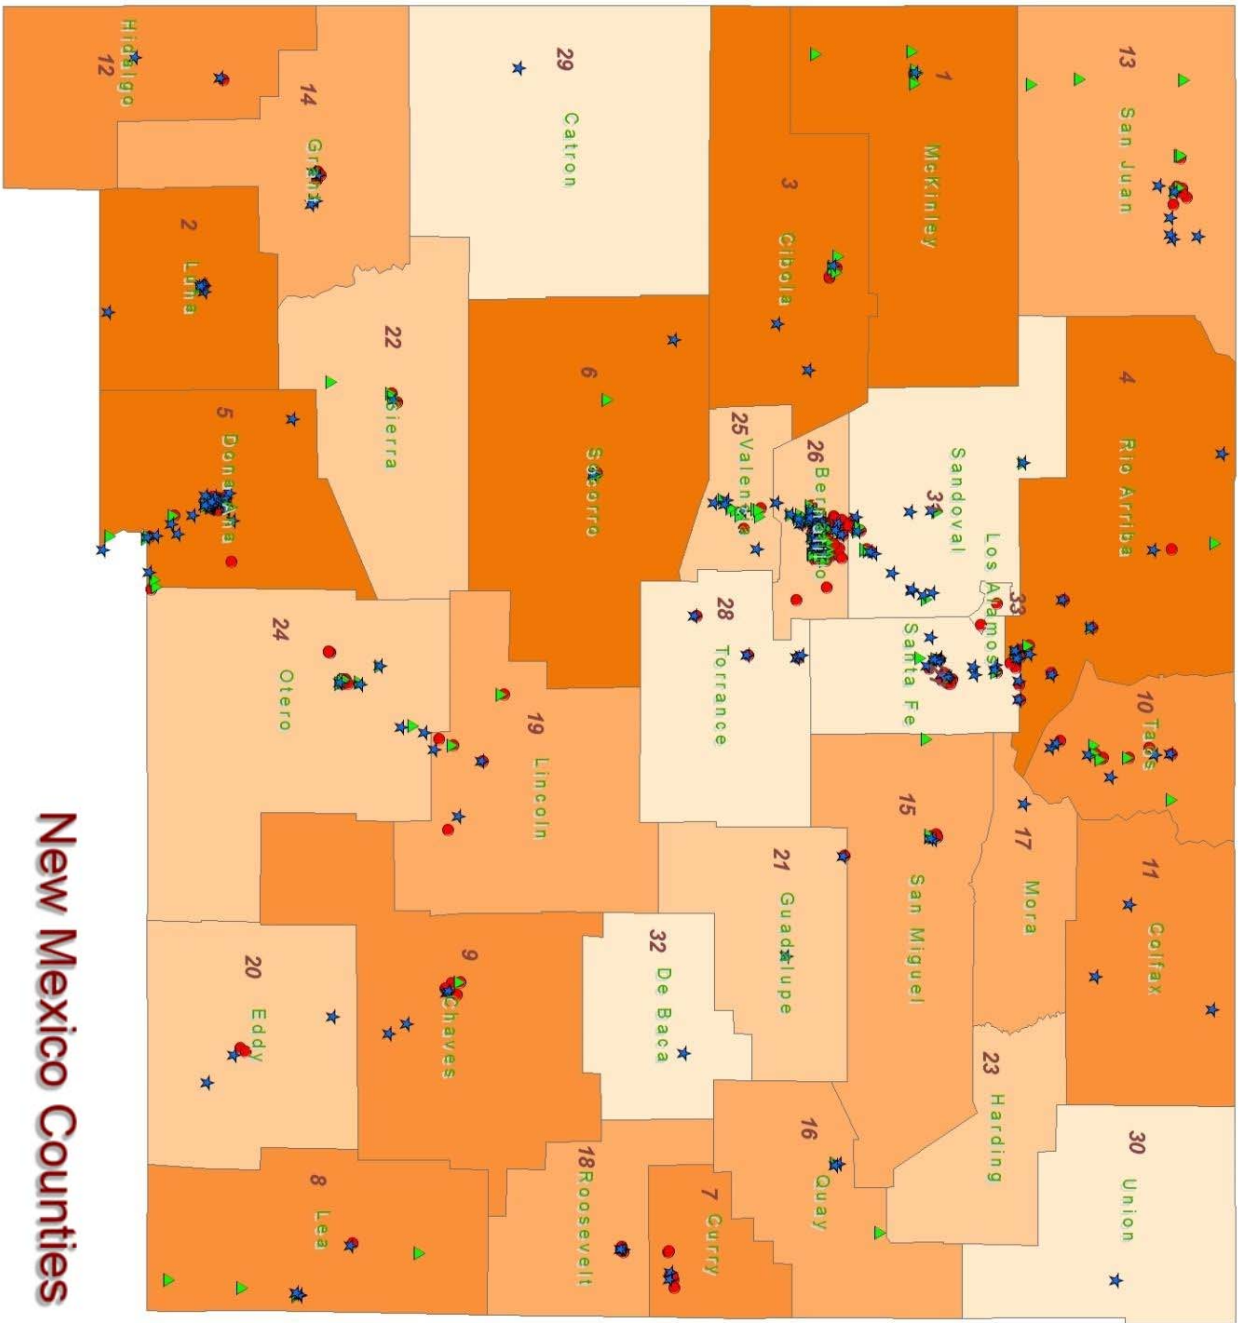 13
San Juan
4
Rio Arriba
10
Taos
11
Colfax
30
Union
1
McKinley
31
Sandoval
33
Los Alamos
Santa Fe
17
Mora
23
Harding
15
San Miguel
3
Cibola
26
Bernalillo
25
Valencia
21
Guadalupe
16
Quay
28
Torrance
7
Curry
29
Catron
6
Socorro
32
De Baca
18
Roosevelt
19
Lincoln
9
Chaves
22
Sierra
14
Grant
8
Lea
24
Otero
20
Eddy
5
Dona Ana
2
Luna
12
Hidalgo
New Mexico Counties